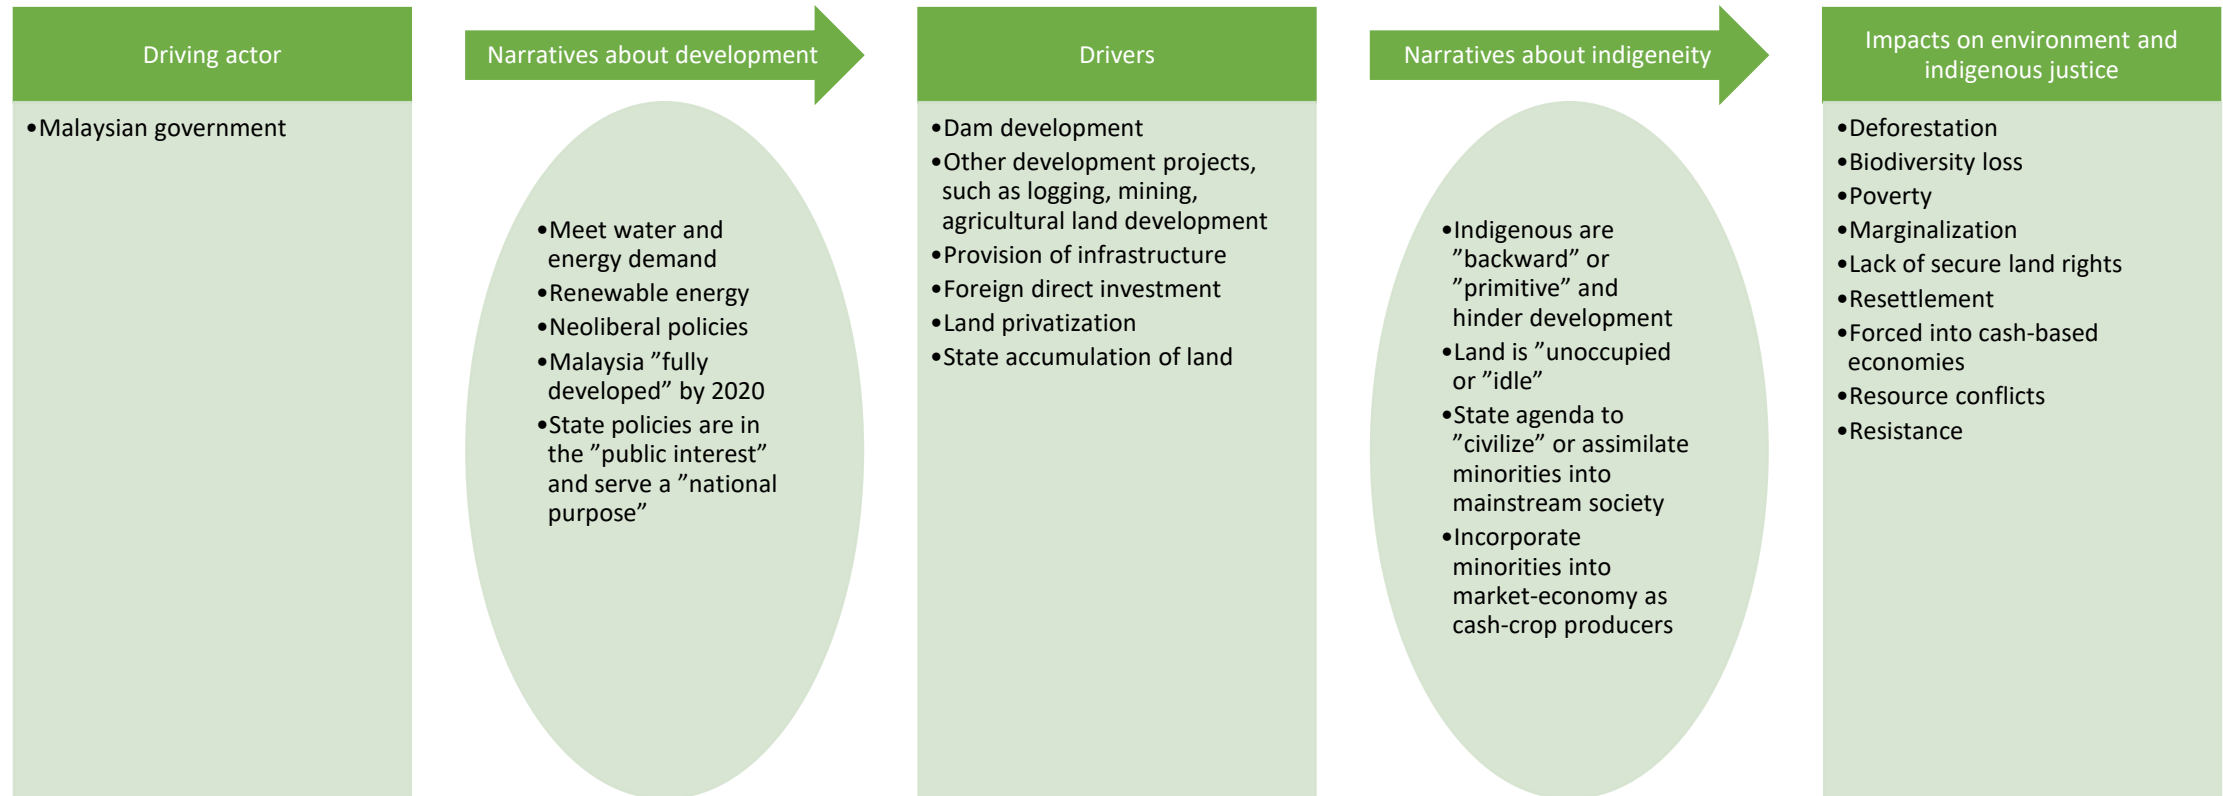 Driving actor
•Malaysian government
Narratives about development
•Meet water and
energy demand
•Renewable energy
•Neoliberal policies
•Malaysia ”fully
developed” by 2020
•State policies are in
the ”public interest”
and serve a ”national
purpose”
Drivers
•Dam development
•Other development projects,
such as logging, mining,
agricultural land development
•Provision of infrastructure
•Foreign direct investment
•Land privatization
•State accumulation of land
Narratives about indigeneity
•Indigenous are
”backward” or
”primitive” and
hinder development
•Land is ”unoccupied
or ”idle”
•State agenda to
”civilize” or assimilate
minorities into
mainstream society
•Incorporate
minorities into
market-economy as
cash-crop producers
Impacts on environment and
indigenous justice
•Deforestation
•Biodiversity loss
•Poverty
•Marginalization
•Lack of secure land rights
•Resettlement
•Forced into cash-based
economies
•Resource conflicts
•Resistance